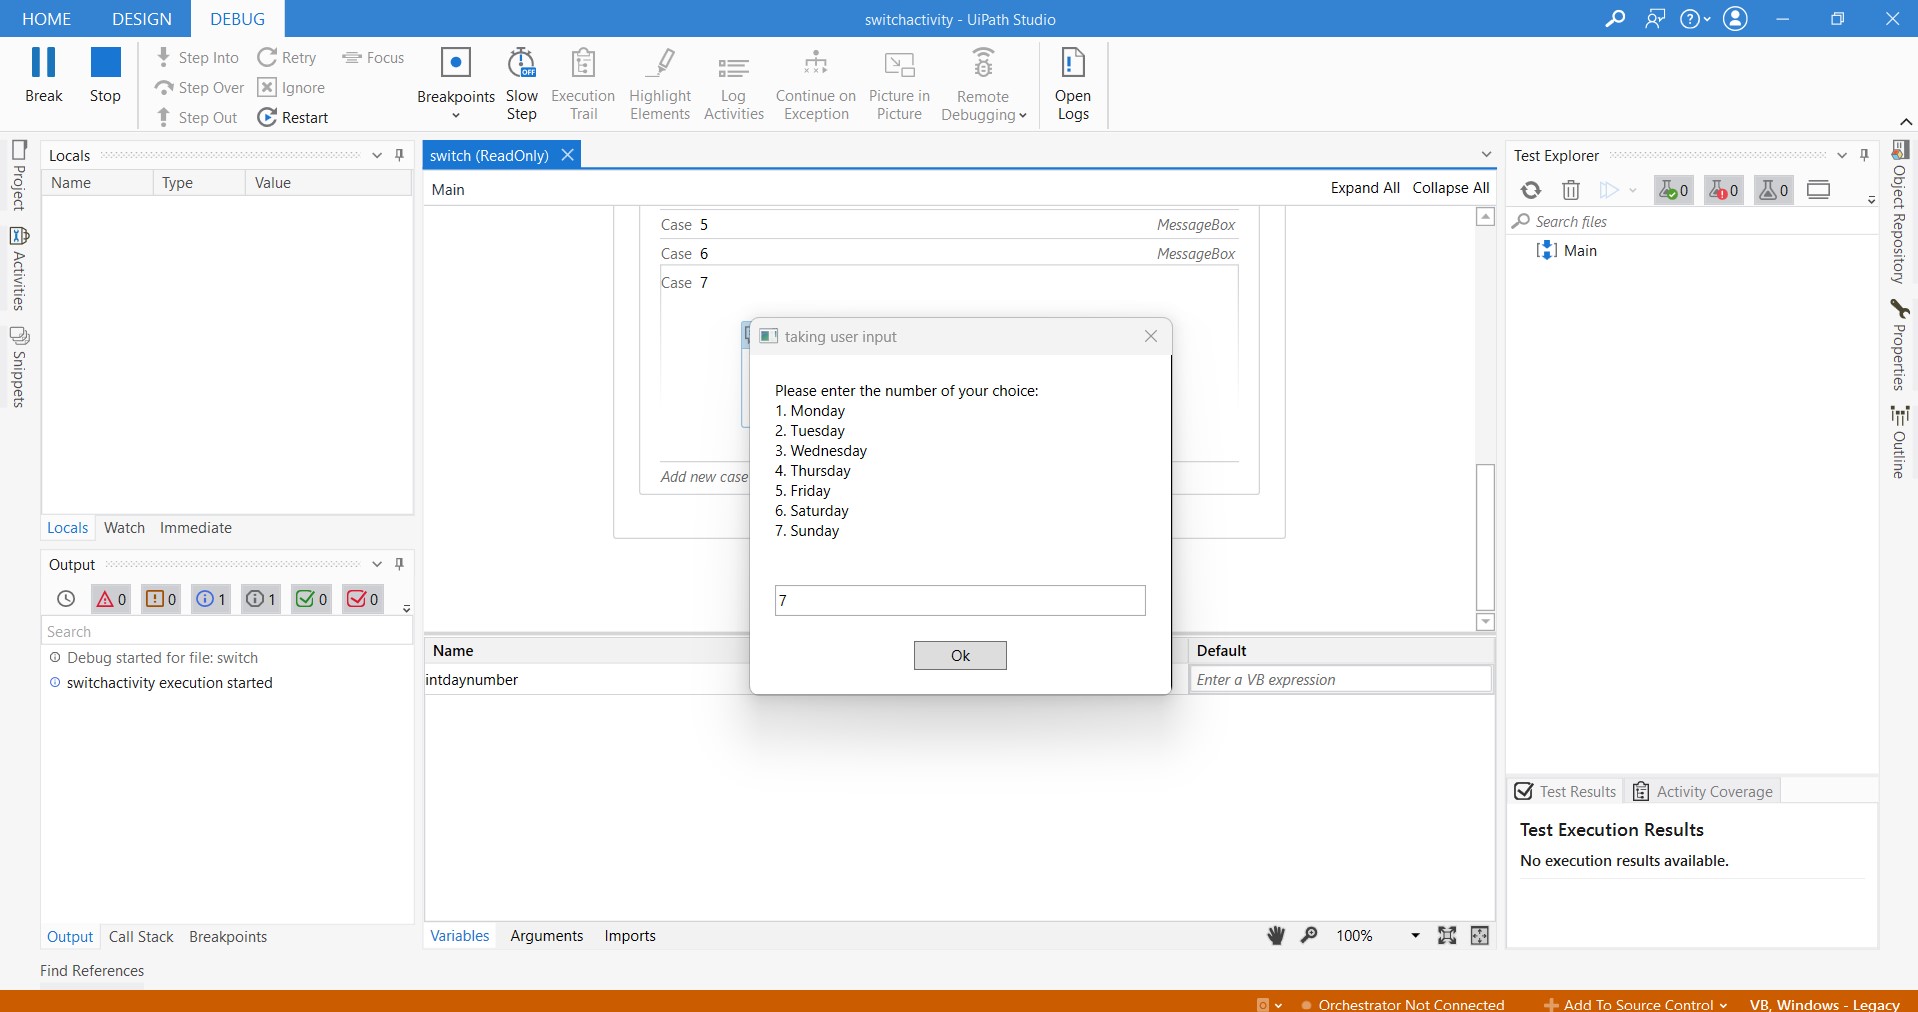 HOME DESIGN DEBUG
switchactivity - UiPath Studio
Break
Stop
Step Into
Step Over
Step Out
Retry
Ignore
Restart
Focus
Breakpoints
Slow Step
OFF
Execution Trail
Highlight Elements
Log Activities
Continue on Exception
Picture in Picture
Remote Debugging
Open Logs
Project
Activities
Snippets
Locals
Name Type Value
Locals Watch Immediate
Output
0 0 1 1 0 0
Search
Debug started for file: switch
switchactivity execution started
Output Call Stack Breakpoints
Find References
switch (ReadOnly)
Main
Expand All Collapse All
Case 5 MessageBox
Case 6 MessageBox
Case 7
Add new case
taking user input
Please enter the number of your choice:
1. Monday
2. Tuesday
3. Wednesday
4. Thursday
5. Friday
6. Saturday
7. Sunday
7
Ok
Name Default
intdaynumber Enter a VB expression
Variables Arguments Imports
100%
Test Explorer
0 0 0
Search files
Main
Test Results Activity Coverage
Test Execution Results
No execution results available.
Object Repository
Properties
Outline
Orchestrator Not Connected Add To Source Control VB, Windows - Legacy